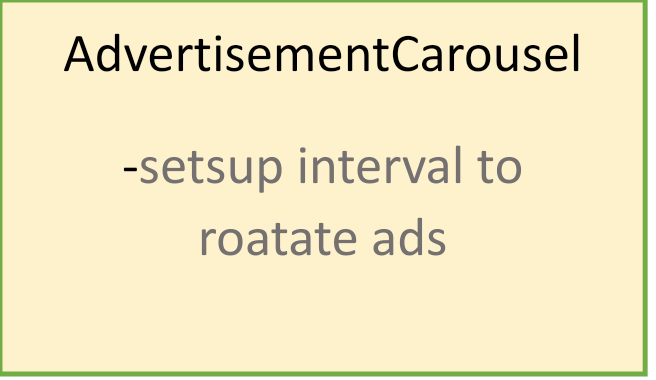 AdvertisementCarousel
-setsup interval to
roatate ads